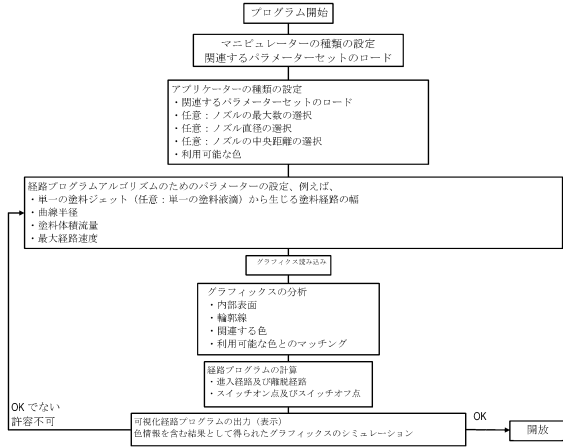 プログラム開始
マニピュレーターの種類の設定
関連するパラメーターセットのロード
アプリケーターの種類の設定
・関連するパラメーターセットのロード
・任意：ノズルの最大数の選択
・任意：ノズル直径の選択
・任意：ノズルの中央距離の選択
・利用可能な色
経路プログラムアルゴリズムのためのパラメーターの設定、例えば、
・単一の塗料ジェット（任意：単一の塗料液滴）から生じる塗料経路の幅
・曲線半径
・塗料体積流量
・最大経路速度
グラフィクス読み込み
グラフィックスの分析
・内部表面
・輪郭線
・関連する色
・利用可能な色とのマッチング
経路プログラムの計算
・進入経路及び離脱経路
・スイッチオン点及びスイッチオフ点
OK でない
許容不可
可視化経路プログラムの出力（表示）
色情報を含む結果として得られたグラフィックスのシミュレーション
OK
開放